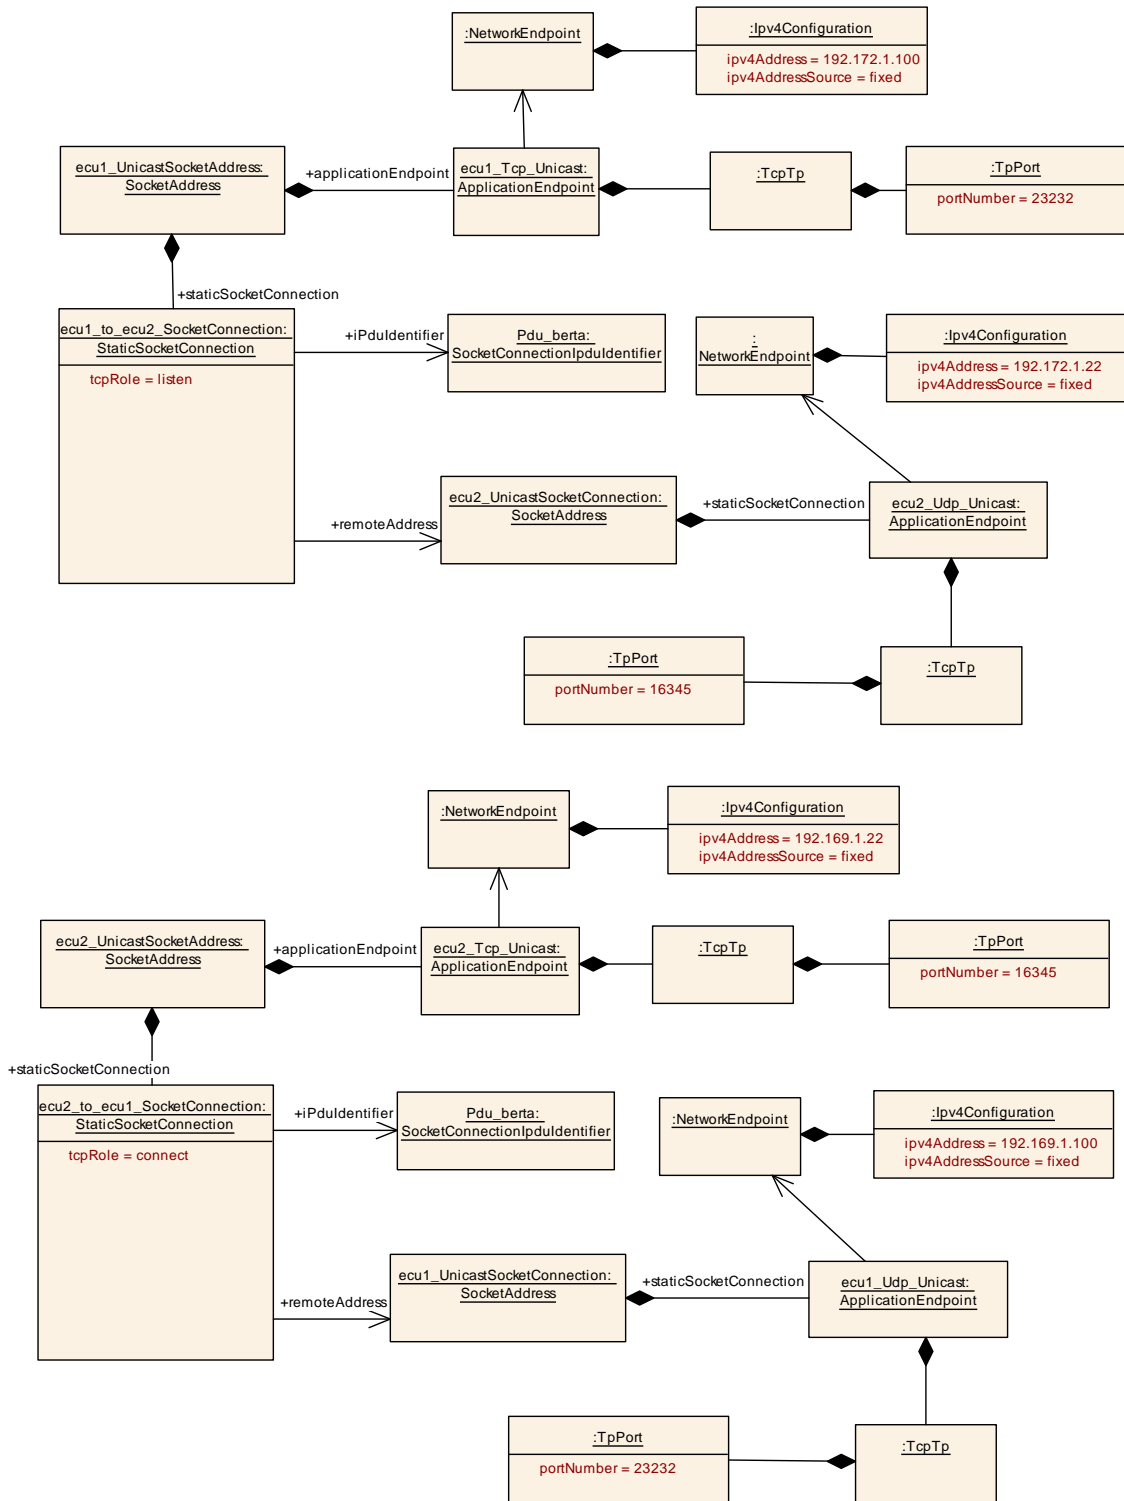 :NetworkEndpoint
:Ipv4Configuration
ipv4Address = 192.172.1.100
ipv4AddressSource = fixed
ecu1_UnicastSocketAddress:
SocketAddress
+applicationEndpoint
ecu1_Tcp_Unicast:
ApplicationEndpoint
:TcpTp
:TpPort
portNumber = 23232
+staticSocketConnection
ecu1_to_ecu2_SocketConnection:
StaticSocketConnection
tcpRole = listen
+iPduIdentifier
Pdu_berta:
SocketConnectionIpduIdentifier
:
NetworkEndpoint
:Ipv4Configuration
ipv4Address = 192.172.1.22
ipv4AddressSource = fixed
+remoteAddress
ecu2_UnicastSocketConnection:
SocketAddress
+staticSocketConnection
ecu2_Udp_Unicast:
ApplicationEndpoint
:TpPort
portNumber = 16345
:TcpTp
:NetworkEndpoint
:Ipv4Configuration
ipv4Address = 192.169.1.22
ipv4AddressSource = fixed
ecu2_UnicastSocketAddress:
SocketAddress
+applicationEndpoint
ecu2_Tcp_Unicast:
ApplicationEndpoint
:TcpTp
:TpPort
portNumber = 16345
+staticSocketConnection
ecu2_to_ecu1_SocketConnection:
StaticSocketConnection
tcpRole = connect
+iPduIdentifier
Pdu_berta:
SocketConnectionIpduIdentifier
:NetworkEndpoint
:Ipv4Configuration
ipv4Address = 192.169.1.100
ipv4AddressSource = fixed
+remoteAddress
ecu1_UnicastSocketConnection:
SocketAddress
+staticSocketConnection
ecu1_Udp_Unicast:
ApplicationEndpoint
:TpPort
portNumber = 23232
:TcpTp